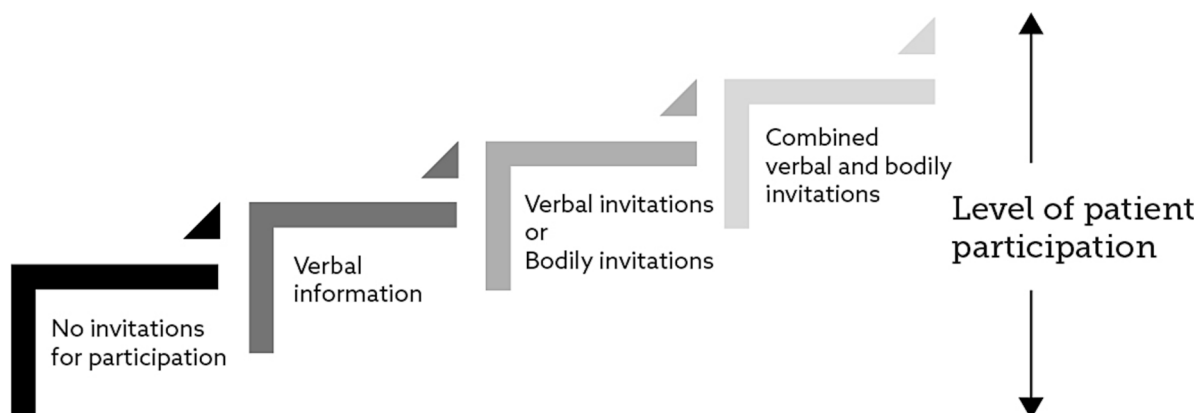 No invitations
for participation
Verbal
information
Verbal invitations
or
Bodily invitations
Combined
verbal and bodily
invitations
Level of patient
participation